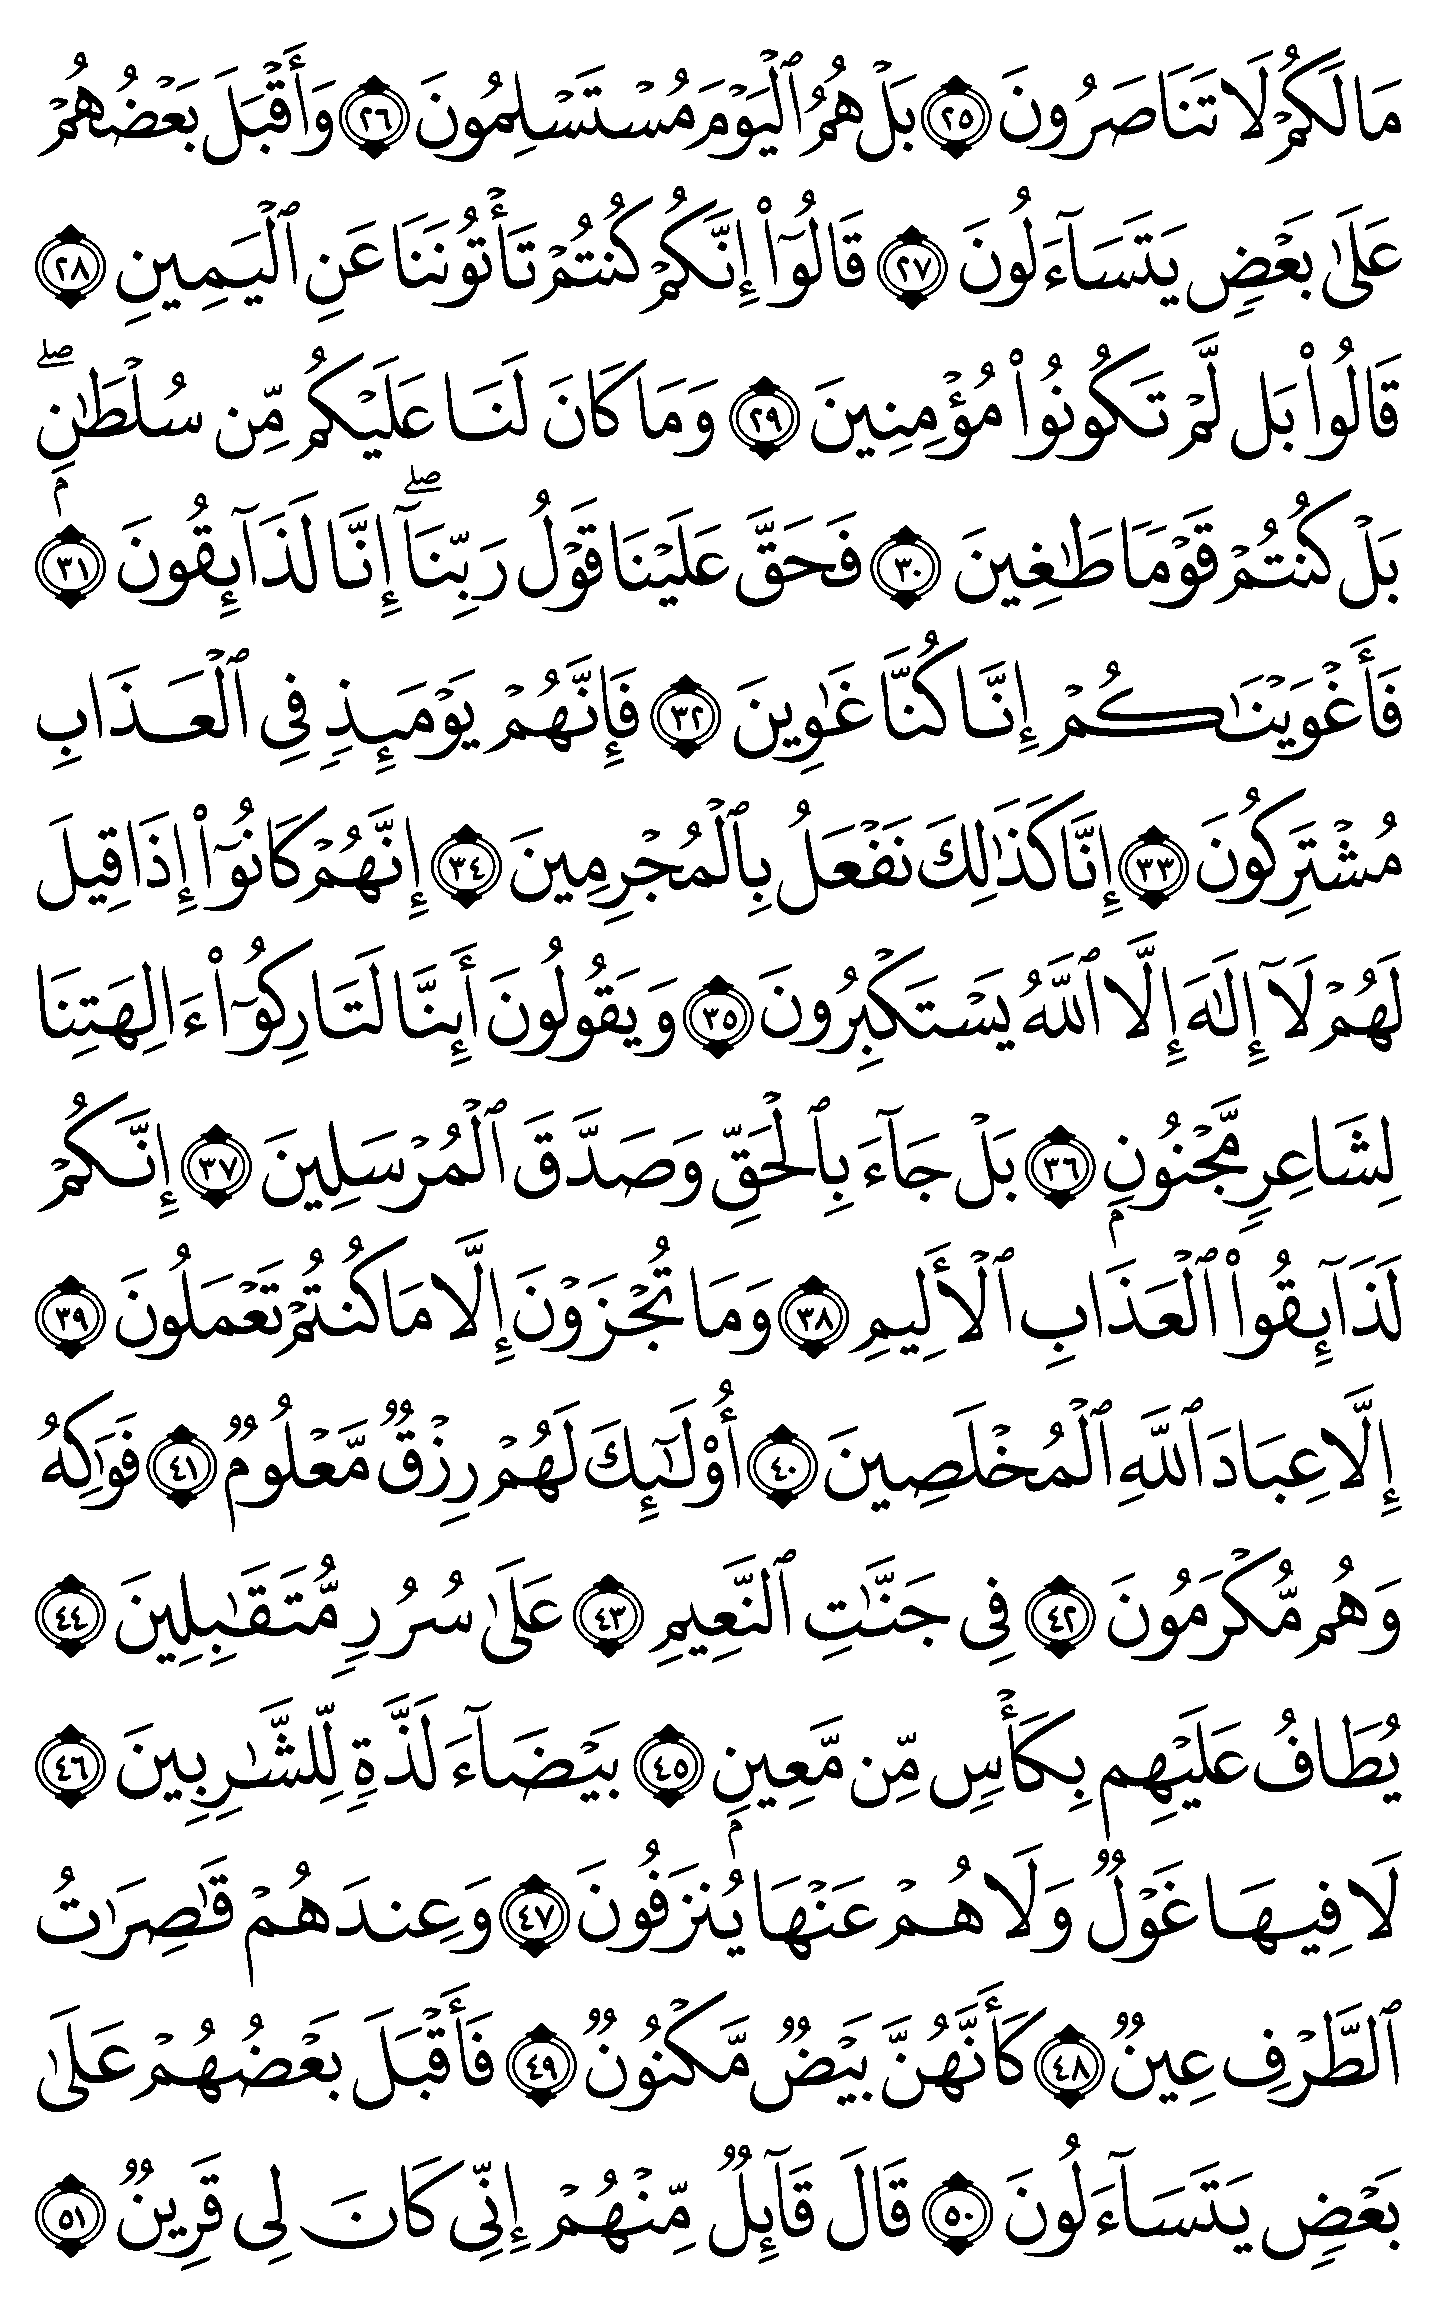 مَا لَكُمْ لَا تَنَاصَرُونَ ٢٥ بَلْ هُمُ ٱلْيَوْمَ مُسْتَسْلِمُونَ ٢٦ وَأَقْبَلَ بَعْضُهُمْ
عَلَىٰ بَعْضٍ يَتَسَآءَلُونَ ٢٧ قَالُوٓا۟ إِنَّكُمْ كُنتُمْ تَأْتُونَنَا عَنِ ٱلْيَمِينِ ٢٨
قَالُوا۟ بَل لَّمْ تَكُونُوا۟ مُؤْمِنِينَ ٢٩ وَمَا كَانَ لَنَا عَلَيْكُم مِّن سُلْطَـٰنٍۭ ۖ
بَلْ كُنتُمْ قَوْمًا طَـٰغِينَ ٣٠ فَحَقَّ عَلَيْنَا قَوْلُ رَبِّنَآ ۖ إِنَّا لَذَآئِقُونَ ٣١
فَأَغْوَيْنَـٰكُمْ إِنَّا كُنَّا غَـٰوِينَ ٣٢ فَإِنَّهُمْ يَوْمَئِذٍ فِى ٱلْعَذَابِ
مُشْتَرِكُونَ ٣٣ إِنَّا كَذَٰلِكَ نَفْعَلُ بِٱلْمُجْرِمِينَ ٣٤ إِنَّهُمْ كَانُوٓا۟ إِذَا قِيلَ
لَهُمْ لَآ إِلَـٰهَ إِلَّا ٱللَّهُ يَسْتَكْبِرُونَ ٣٥ وَيَقُولُونَ أَئِنَّا لَتَارِكُوٓا۟ ءَالِهَتِنَا
لِشَاعِرٍ مَّجْنُونٍۭ ٣٦ بَلْ جَآءَ بِٱلْحَقِّ وَصَدَّقَ ٱلْمُرْسَلِينَ ٣٧ إِنَّكُمْ
لَذَآئِقُوا۟ ٱلْعَذَابِ ٱلْأَلِيمِ ٣٨ وَمَا تُجْزَوْنَ إِلَّا مَا كُنتُمْ تَعْمَلُونَ ٣٩
إِلَّا عِبَادَ ٱللَّهِ ٱلْمُخْلَصِينَ ٤٠ أُو۟لَـٰٓئِكَ لَهُمْ رِزْقٌ مَّعْلُومٌ ٤١ فَوَٰكِهُ
وَهُم مُّكْرَمُونَ ٤٢ فِى جَنَّـٰتِ ٱلنَّعِيمِ ٤٣ عَلَىٰ سُرُرٍ مُّتَقَـٰبِلِينَ ٤٤
يُطَافُ عَلَيْهِم بِكَأْسٍ مِّن مَّعِينٍۭ ٤٥ بَيْضَآءَ لَذَّةٍ لِّلشَّـٰرِبِينَ ٤٦
لَا فِيهَا غَوْلٌ وَلَا هُمْ عَنْهَا يُنزَفُونَ ٤٧ وَعِندَهُمْ قَـٰصِرَٰتُ
ٱلطَّرْفِ عِينٌ ٤٨ كَأَنَّهُنَّ بَيْضٌ مَّكْنُونٌ ٤٩ فَأَقْبَلَ بَعْضُهُمْ عَلَىٰ
بَعْضٍ يَتَسَآءَلُونَ ٥٠ قَالَ قَآئِلٌ مِّنْهُمْ إِنِّى كَانَ لِى قَرِينٌ ٥١